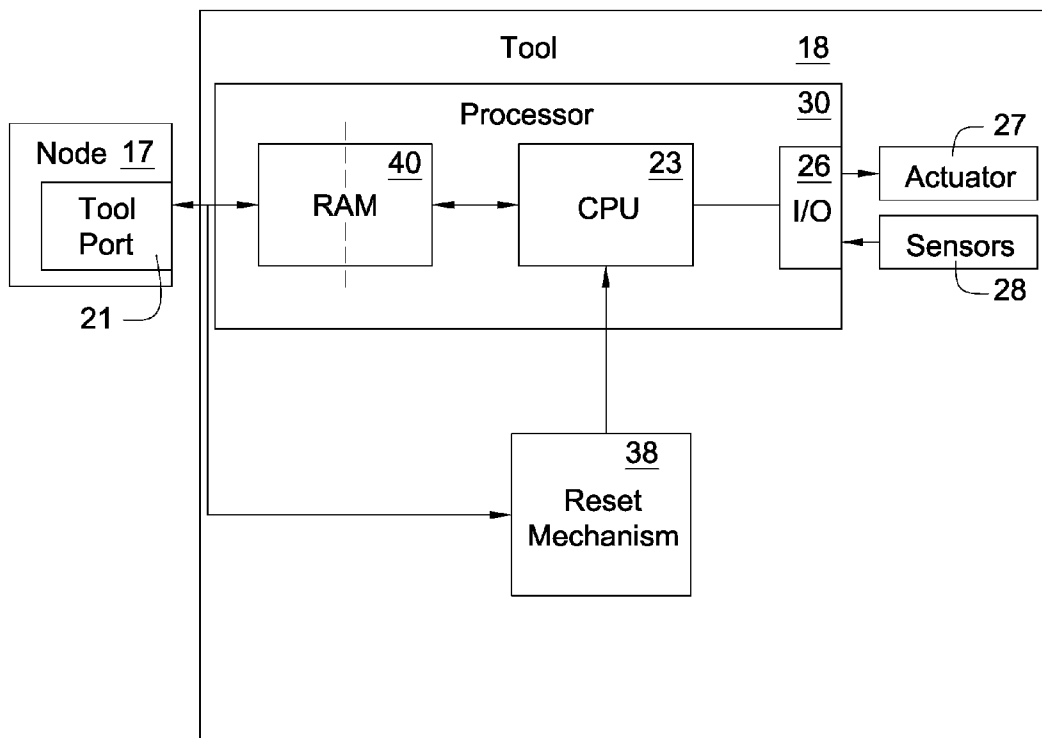 Tool 18
Processor 30
Node 17
Tool
Port
21
RAM 40
CPU 23
26
I/O
27
Actuator
Sensors
28
38
Reset
Mechanism